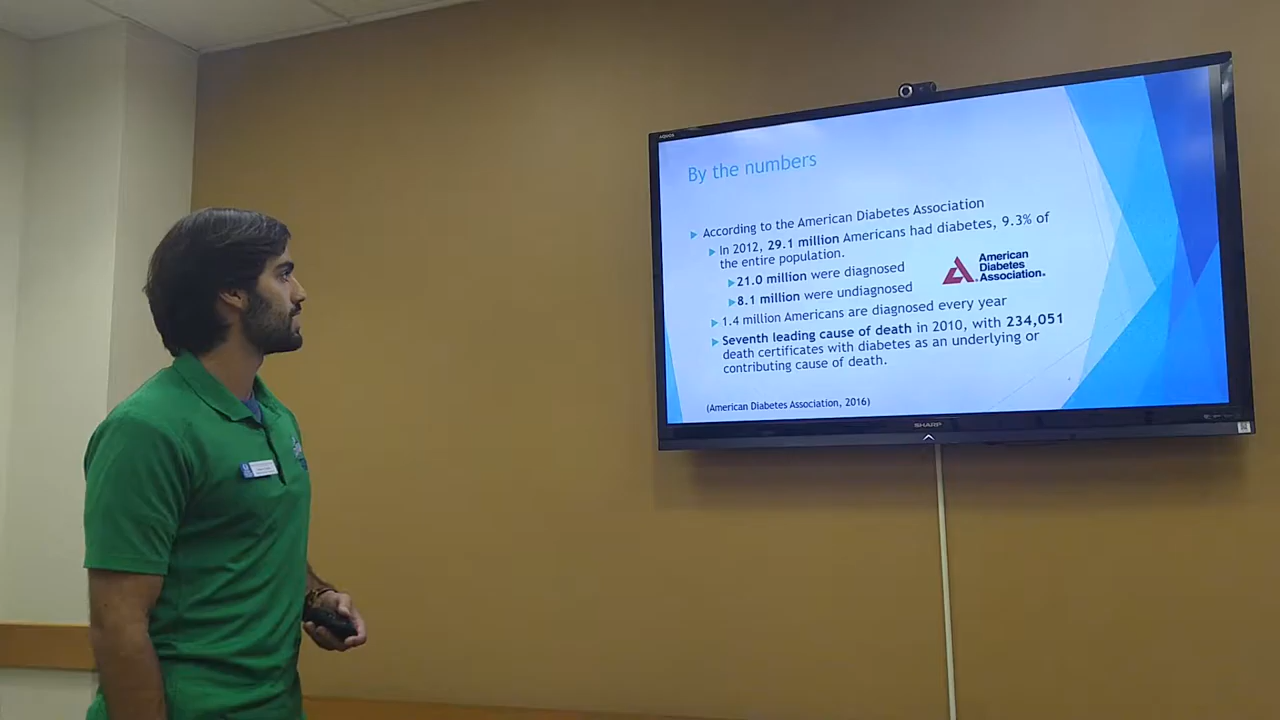 AQUOS
By the numbers
According to the American Diabetes Association
In 2012, 29.1 million Americans had diabetes, 9.3% of
the entire population.
21.0 million were diagnosed
8.1 million were undiagnosed
American
Diabetes
Association.
1.4 million Americans are diagnosed every year
Seventh leading cause of death in 2010, with 234,051
death certificates with diabetes as an underlying or
contributing cause of death.
(American Diabetes Association, 2016)
SHARP